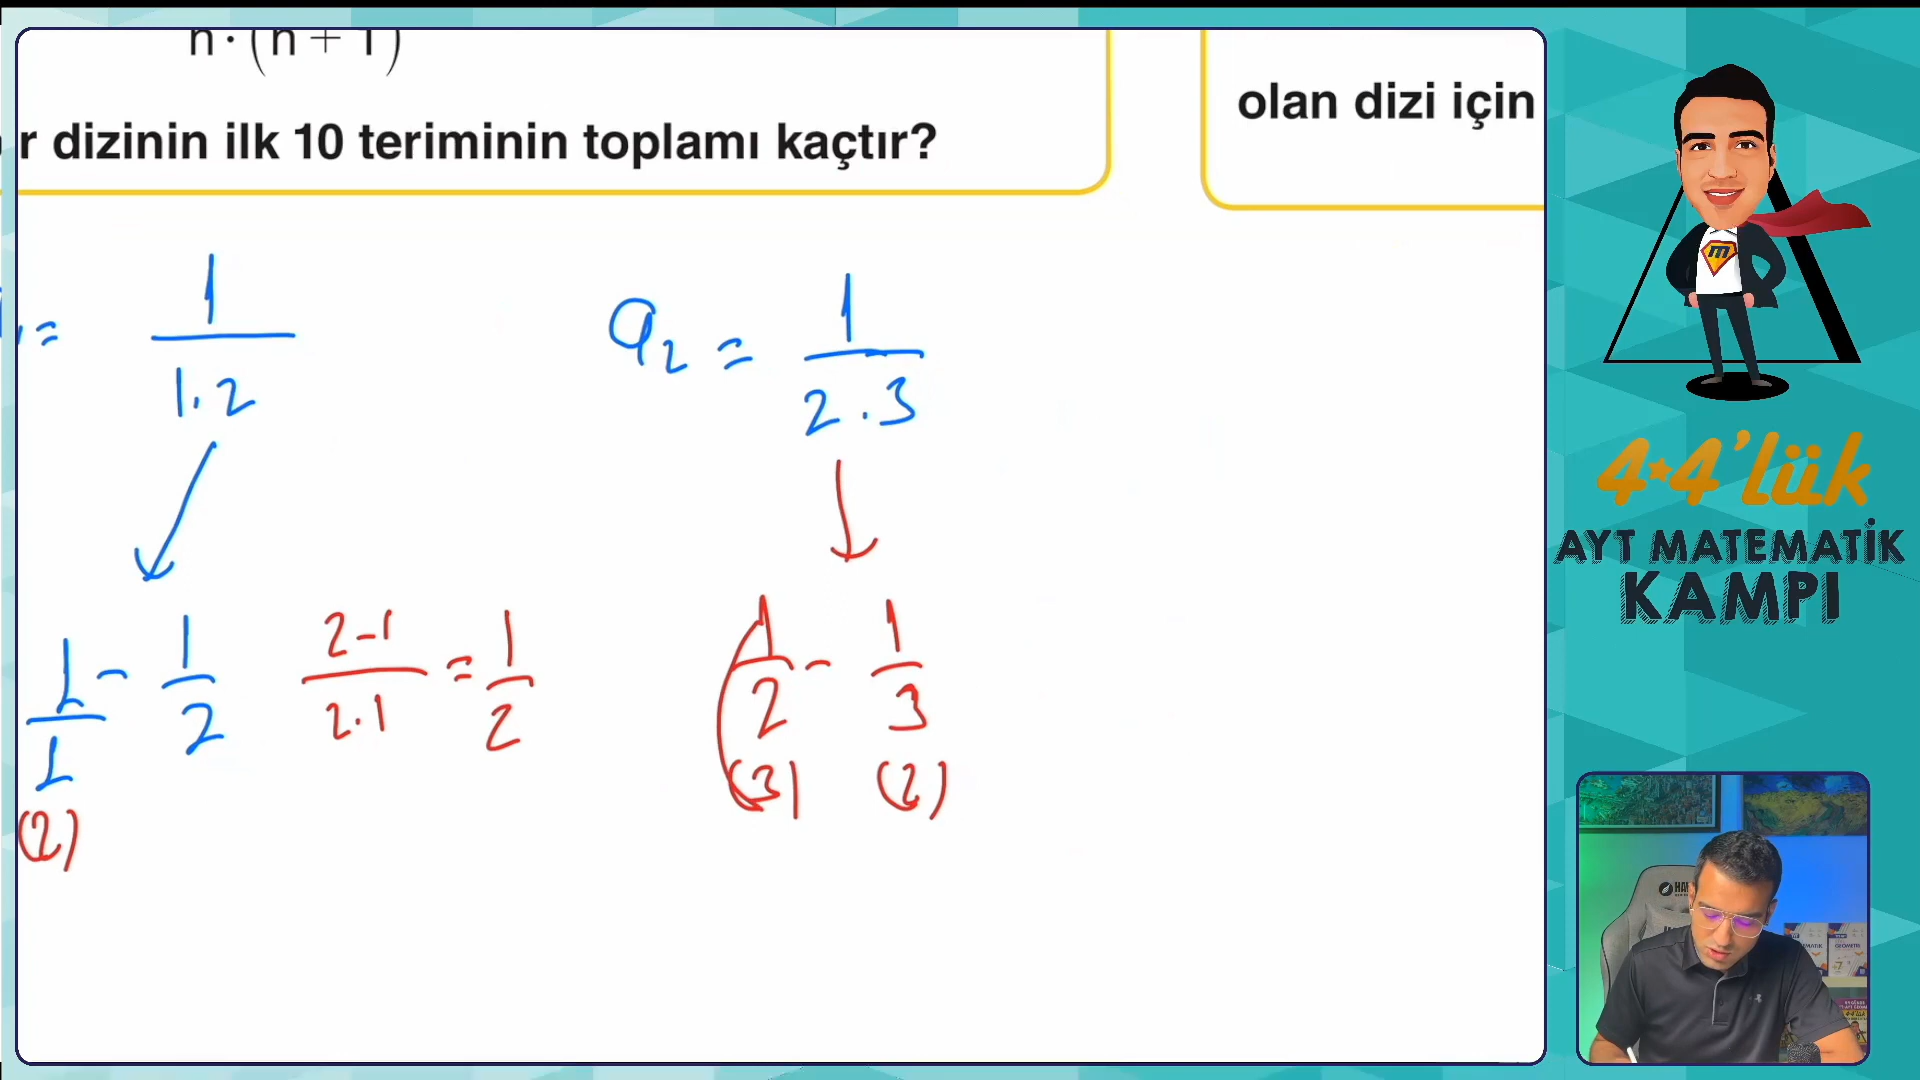 n · (n + 1)
r dizinin ilk 10 teriminin toplamı kaçtır?
olan dizi için
= 1
1.2
a2 = 1
2.3
1 - 1
1 2
(2)
2-1 = 1
2.1 2
1 - 1
2 3
(3) (2)
m
4*4'lük
AYT MATEMATİK
KAMPI